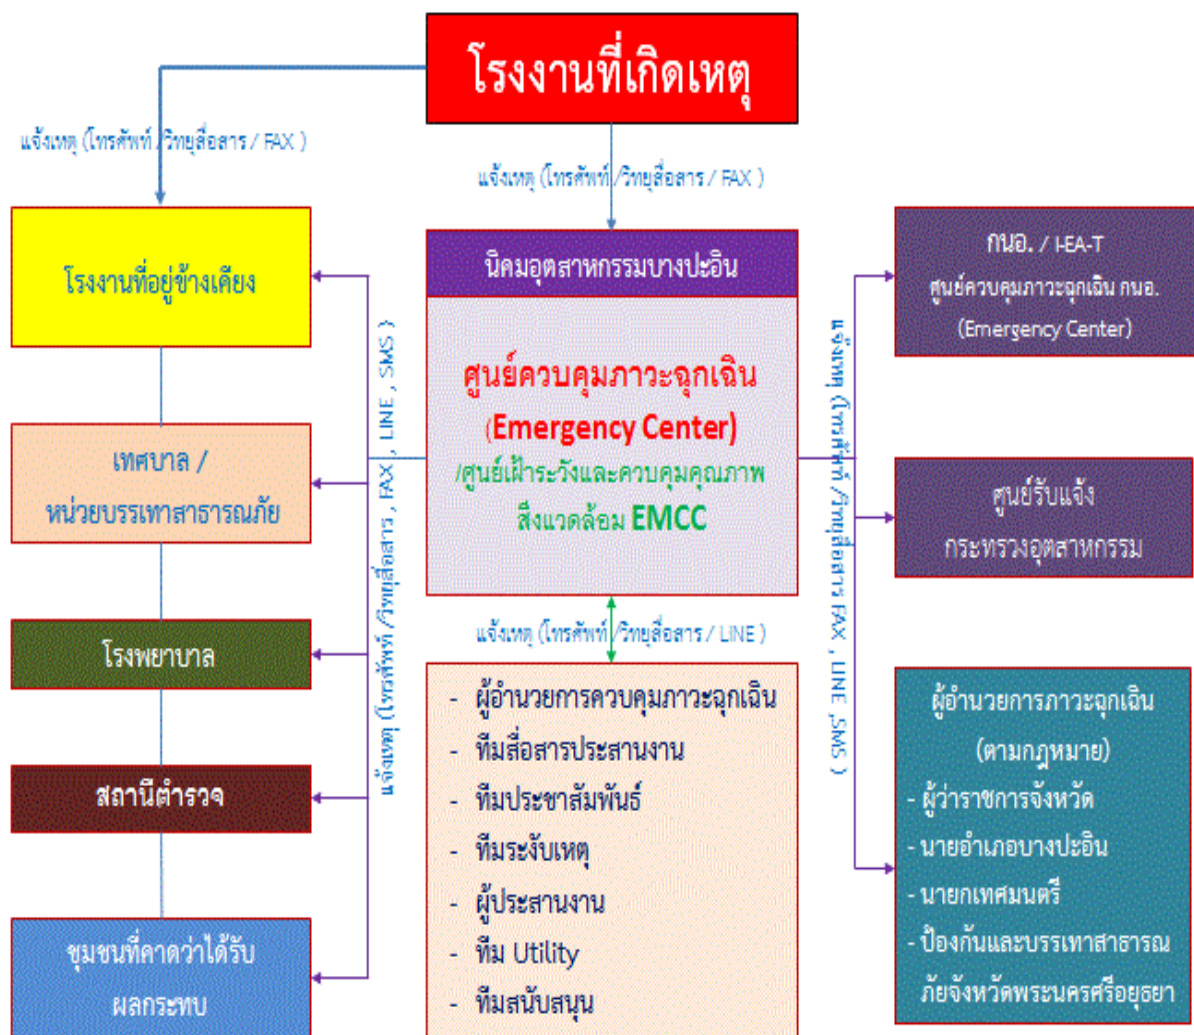 โรงงานที่เกิดเหตุ
แจ้งเหตุ (โทรศัพท์ /วิทยุสื่อสาร / FAX )
แจ้งเหตุ (โทรศัพท์ /วิทยุสื่อสาร / FAX )
โรงงานที่อยู่ข้างเคียง
เทศบาล /
หน่วยบรรเทาสาธารณภัย
โรงพยาบาล
สถานีตำรวจ
ชุมชนที่คาดว่าได้รับ
ผลกระทบ
แจ้งเหตุ (โทรศัพท์ /วิทยุสื่อสาร , FAX , LINE , SMS )
นิคมอุตสาหกรรมบางปะอิน
ศูนย์ควบคุมภาวะฉุกเฉิน
(Emergency Center)
/ศูนย์เฝ้าระวังและควบคุมคุณภาพ
สิ่งแวดล้อม EMCC
แจ้งเหตุ (โทรศัพท์ /วิทยุสื่อสาร / LINE )
- ผู้อำนวยการควบคุมภาวะฉุกเฉิน
- ทีมสื่อสารประสานงาน
- ทีมประชาสัมพันธ์
- ทีมระงับเหตุ
- ผู้ประสานงาน
- ทีม Utility
- ทีมสนับสนุน
แจ้งเหตุ (โทรศัพท์ /วิทยุสื่อสาร FAX , LINE ,SMS )
กนอ. / I-EA-T
ศูนย์ควบคุมภาวะฉุกเฉิน กนอ.
(Emergency Center)
ศูนย์รับแจ้ง
กระทรวงอุตสาหกรรม
ผู้อำนวยการภาวะฉุกเฉิน
(ตามกฎหมาย)
- ผู้ว่าราชการจังหวัด
- นายอำเภอบางปะอิน
- นายกเทศมนตรี
- ป้องกันและบรรเทาสาธารณ
ภัยจังหวัดพระนครศรีอยุธยา